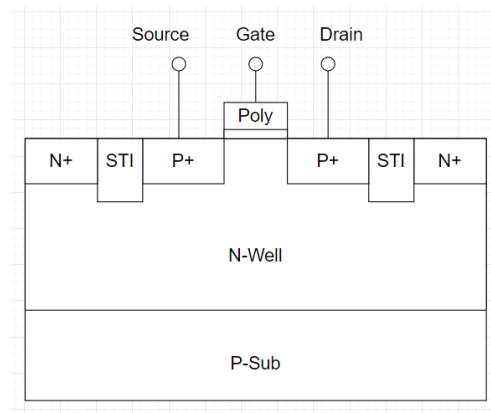 Source Gate Drain
Poly
N+ STI P+ P+ STI N+
N-Well
P-Sub